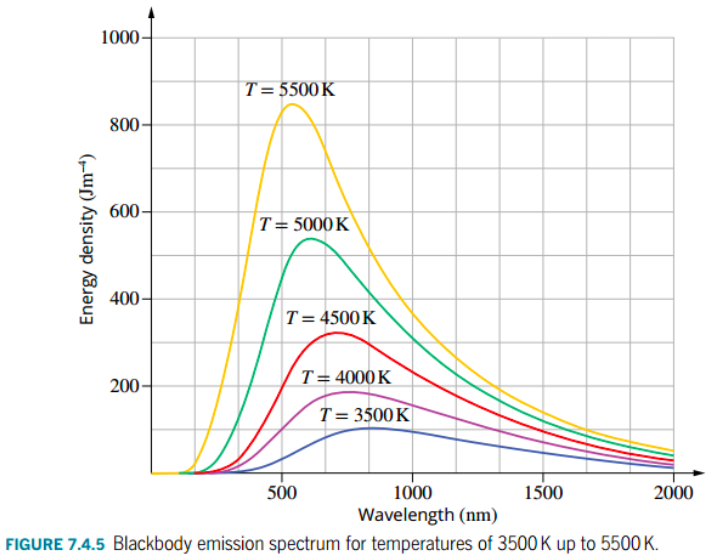 1000
T = 5500 K
800
600
T = 5000 K
Energy density (Jm⁻⁴)
400
T = 4500 K
T = 4000 K
200
T = 3500 K
500 1000 1500 2000
Wavelength (nm)
FIGURE 7.4.5 Blackbody emission spectrum for temperatures of 3500 K up to 5500 K.